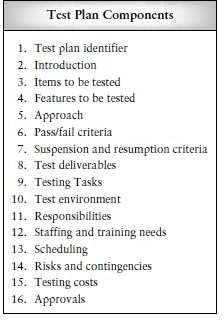 Test Plan Components
1. Test plan identifier
2. Introduction
3. Items to be tested
4. Features to be tested
5. Approach
6. Pass/fail criteria
7. Suspension and resumption criteria
8. Test deliverables
9. Testing Tasks
10. Test environment
11. Responsibilities
12. Staffing and training needs
13. Scheduling
14. Risks and contingencies
15. Testing costs
16. Approvals